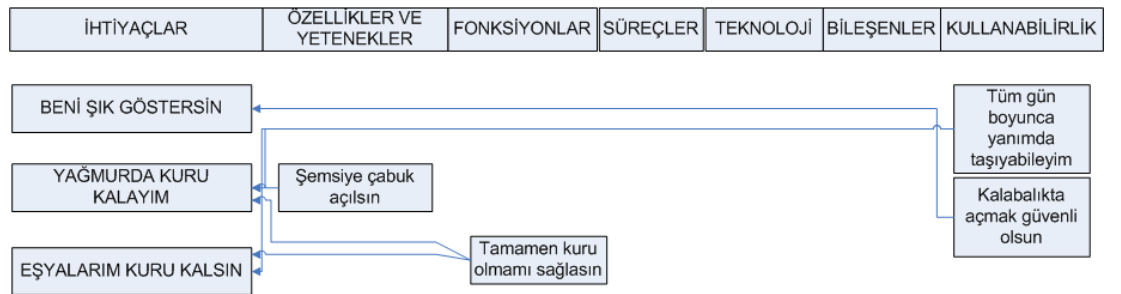 İHTİYAÇLAR
ÖZELLİKLER VE
YETENEKLER
FONKSİYONLAR
SÜREÇLER
TEKNOLOJİ
BİLEŞENLER
KULLANABİLİRLİK
BENİ ŞIK GÖSTERSİN
Tüm gün
boyunca
yanımda
taşıyabileyim
YAĞMURDA KURU
KALAYIM
Şemsiye çabuk
açılsın
Kalabalıkta
açmak güvenli
olsun
EŞYALARIM KURU KALSIN
Tamamen kuru
olmamı sağlasın